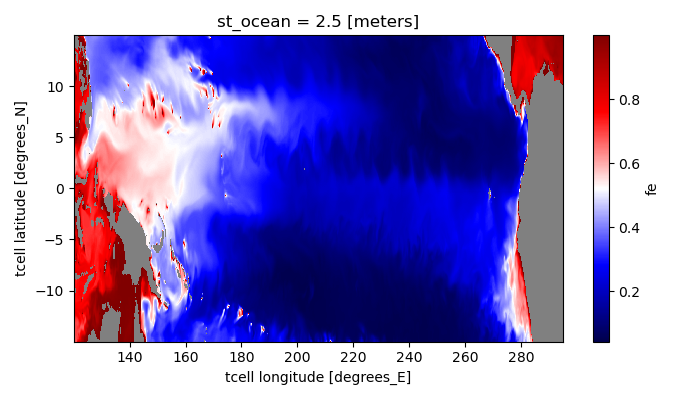 st_ocean = 2.5 [meters]
tcell latitude [degrees_N]
10
5
0
−5
−10
140 160 180 200 220 240 260 280
tcell longitude [degrees_E]
0.8
0.6
0.4
0.2
fe